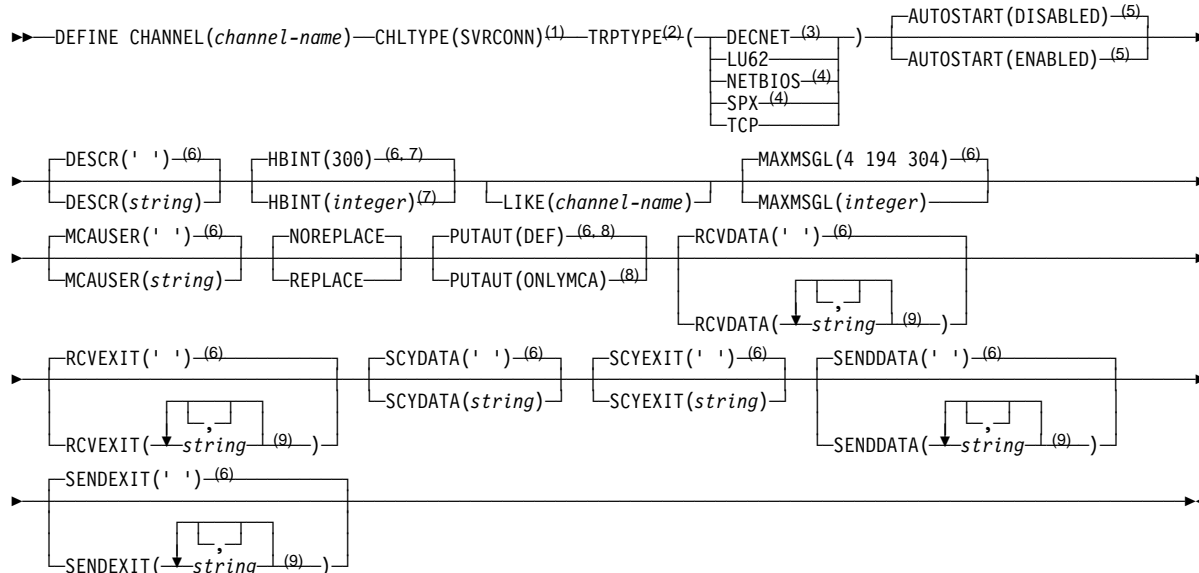 AUTOSTART(DISABLED) (5)
DEFINE CHANNEL(channel-name) CHLTYPE(SVRCONN) (1) TRPTYPE (2) ( DECNET (3) )
AUTOSTART(ENABLED) (5)
LU62
NETBIOS (4)
SPX (4)
TCP
DESCR(' ') (6) HBINT(300) (6, 7) MAXMSGL(4 194 304) (6)
DESCR(string) HBINT(integer) (7) LIKE(channel-name) MAXMSGL(integer)
MCAUSER(' ') (6) NOREPLACE PUTAUT(DEF) (6, 8) RCVDATA(' ') (6)
MCAUSER(string) REPLACE PUTAUT(ONLYMCA) (8)
,
RCVDATA( string (9) )
RCVEXIT(' ') (6) SCYDATA(' ') (6) SCYEXIT(' ') (6) SENDDATA(' ') (6)
SCYDATA(string) SCYEXIT(string)
, ,
RCVEXIT( string (9) ) SENDDATA( string (9) )
SENDEXIT(' ') (6)
,
SENDEXIT( string (9) )